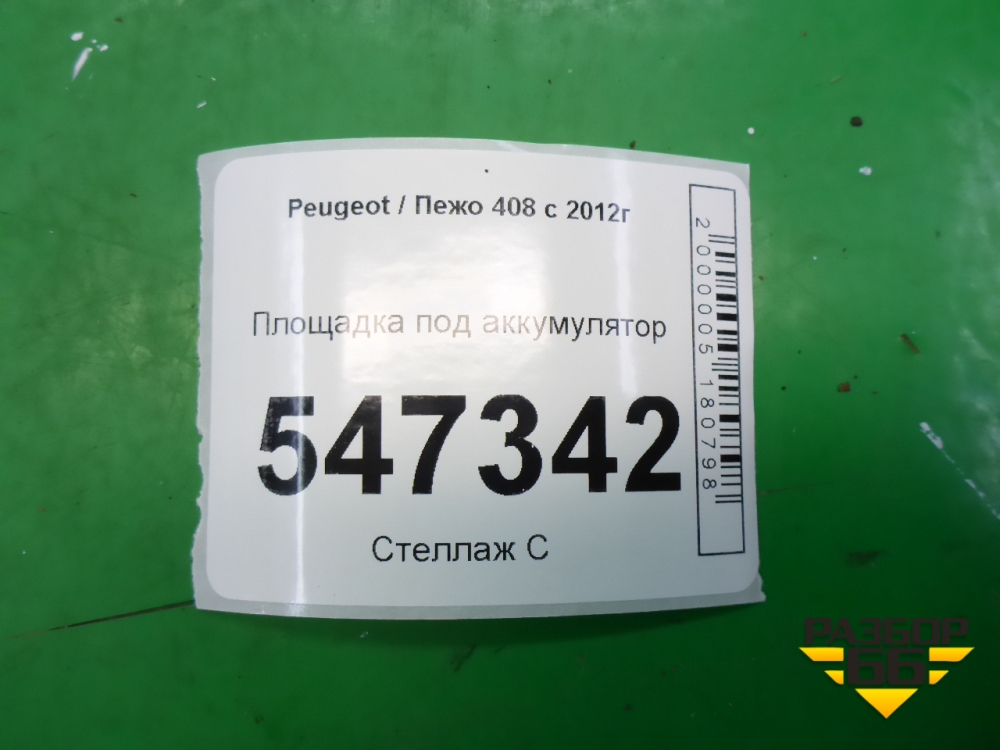 Peugeot / Пежо 408 с 2012г
Площадка под аккумулятор
547342
Стеллаж С
2000005180798
РАЗБОР
66